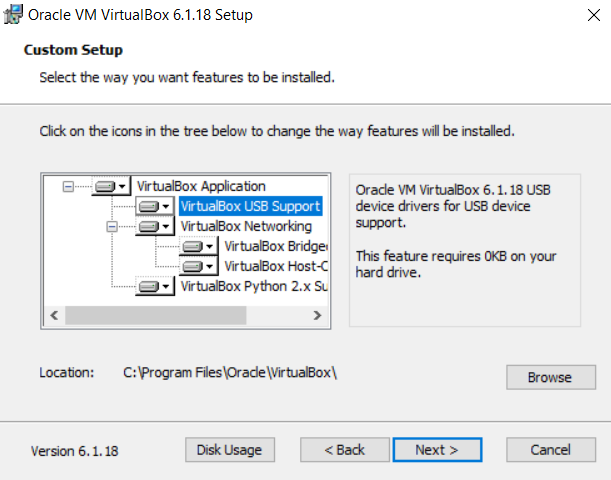 Oracle VM VirtualBox 6.1.18 Setup
Custom Setup
Select the way you want features to be installed.
Click on the icons in the tree below to change the way features will be installed.
VirtualBox Application
VirtualBox USB Support
VirtualBox Networking
VirtualBox Bridge
VirtualBox Host-C
VirtualBox Python 2.x Su
Oracle VM VirtualBox 6.1.18 USB
device drivers for USB device
support.
This feature requires 0KB on your
hard drive.
Location: C:\Program Files\Oracle\VirtualBox\
Browse
Version 6.1.18
Disk Usage
< Back
Next >
Cancel